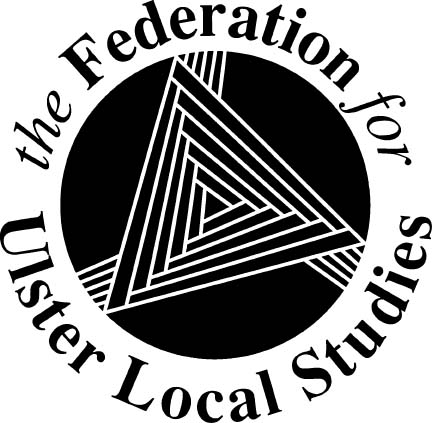 the Federation for
Ulster Local Studies